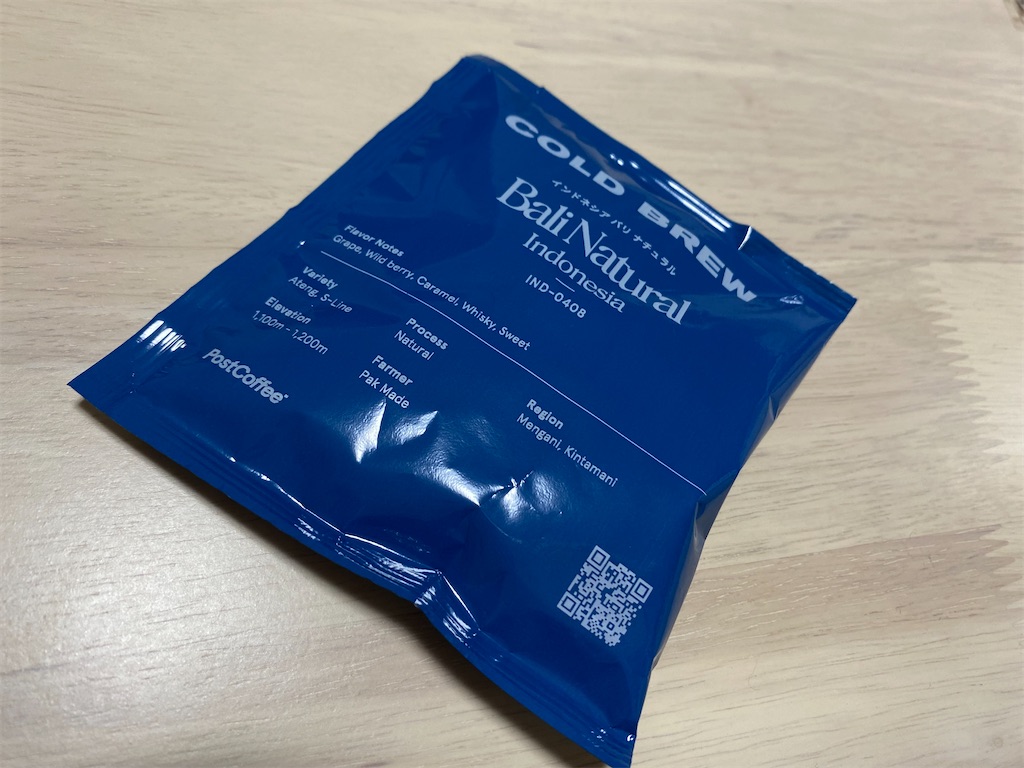 COLD BREW
インドネシア バリ ナチュラル
Bali Natural
Indonesia
IND-0408
Flavor Notes
Grape, Wild berry, Caramel, Whisky, Sweet
Variety
Ateng, S-Line
Process
Natural
Region
Mengani, Kintamani
Elevation
1,100m - 1,200m
Farmer
Pak Made
PostCoffee